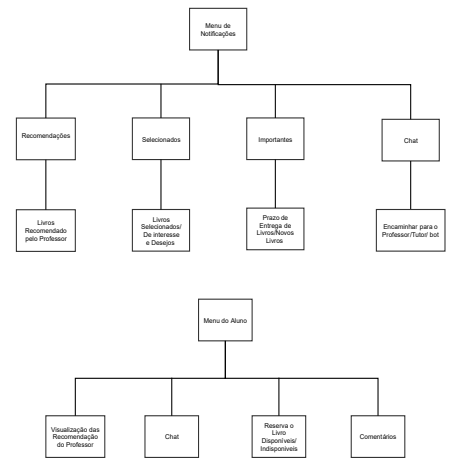 Menu de
Notificações
Recomendações
Selecionados
Importantes
Chat
Livros
Recomendado
pelo Professor
Livros
Selecionados/
De interesse
e Desejos
Prazo de
Entrega de
Livros/Novos
Livros
Encaminhar para o
Professor/Tutor/ bot
Menu do Aluno
Visualização das
Recomendação
do Professor
Chat
Reserva o
Livro
Disponíveis/
Indisponiveis
Comentários